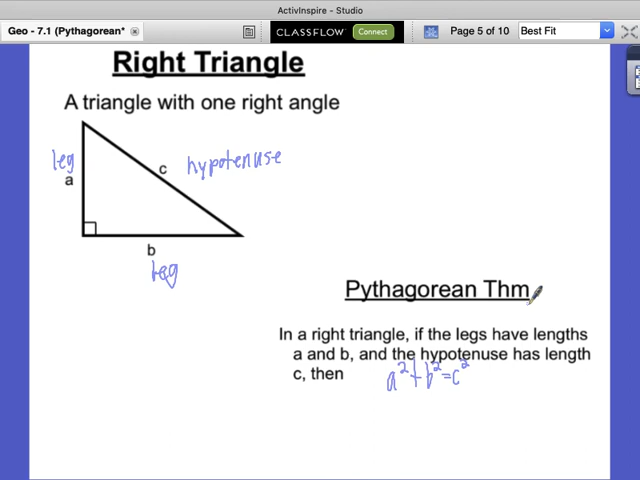 ActivInspire - Studio
Geo - 7.1 (Pythagorean*
CLASSFLOW Connect
Page 5 of 10
Best Fit
Right Triangle
A triangle with one right angle
leg
a
c
hypotenuse
b
leg
Pythagorean Thm
In a right triangle, if the legs have lengths
a and b, and the hypotenuse has length
c, then a²+b²=c²